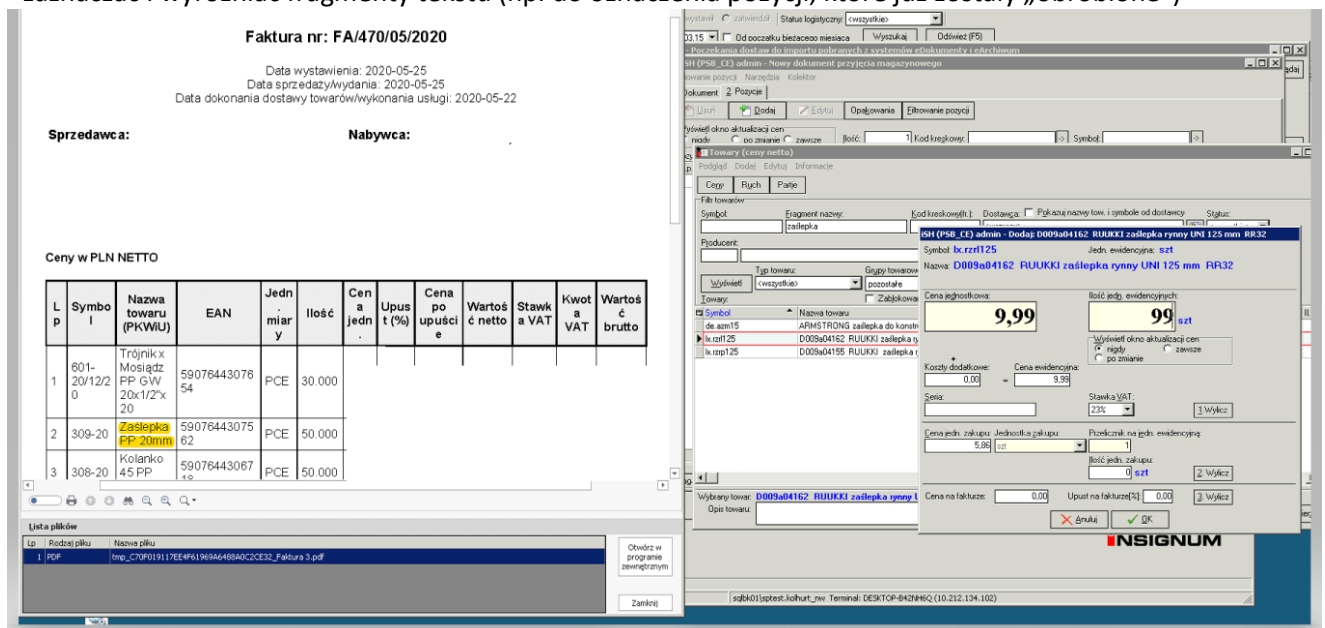 Faktura nr: FA/470/05/2020
Data wystawienia: 2020-05-25
Data sprzedazy/wydania: 2020-05-25
Data dokonania dostawy towarów/wykonania usługi: 2020-05-22
Sprzedawca: Nabywca:
Ceny w PLN NETTO
Lp Symbol Nazwa towaru (PKWiU) EAN Jedn. miary Ilość Cena jedn. Upust (%) Cena po upuście Wartość netto Stawka VAT Kwota VAT Wartość brutto
1 601-20/12/20 Trójnik x Mosiądz PP GW 20x1/2"x 20 5907644307654 PCE 30.000
2 309-20 Zaślepka PP 20mm 5907644307562 PCE 50.000
3 308-20 Kolanko 45 PP 59076443067 PCE 50.000
Lista plików
Lp Rodzaj pliku Nazwa pliku
1 PDF tmp_C70F019117EE4F61969A6488A0C2CE32_Faktura 3.pdf
Otwórz w programie zewnętrznym
Zamknij
Status logistyczny: <wszystkie>
03.15 Od początku bieżącego miesiąca Wyszukaj Odśwież (F5)
- Poczekania dostaw do importu pobranych z systemów eDokumenty i eArchiwum
SH (PSB_CE) admin - Nowy dokument przyjęcia magazynowego
Narzędzia Kolektor
Dokument 2 Pozycje
Usuń Dodaj Edytuj Opakowania Filtrowanie pozycji
Wyświetl okno aktualizacji cen
nigdy po zmianie zawsze Ilość: 1 Kod kreskowy: Symbol:
Towary (ceny netto)
Podgląd Dodaj Edytuj Informacje
Ceny Ruch Partie
Filtr towarów
Symbol: Fragment nazwy: Kod kreskowy(fr.): Dostawca: Pokazuj nazwy tow. i symbole od dostawcy Status:
zaślepka
Producent:
Typ towaru: Grupy towarowe
Wyświetl <wszystkie> pozostałe
Towary: Zablokowa
Symbol Nazwa towaru
de.azm15 ARMSTRONG zaślepka do konstru
lx.rzrl125 D009a04162 RUUKKI zaślepka ry
lx.rzrp125 D009a04155 RUUKKI zaślepka r
Wybrany towar: D009a04162 RUUKKI zaślepka rynny U
Opis towaru:
iSH (PSB_CE) admin - Dodaj: D009a04162 RUUKKI zaślepka rynny UNI 125 mm RR32
Symbol: lx.rzrl125 Jedn. ewidencyjna: szt
Nazwa: D009a04162 RUUKKI zaślepka rynny UNI 125 mm RR32
Cena jednostkowa: Ilość jedn. ewidencyjnych:
9,99 99 szt
Wyświetl okno aktualizacji cen
nigdy zawsze
po zmianie
Koszty dodatkowe: Cena ewidencyjna:
0,00 = 9,99
Seria: Stawka VAT:
23% 1 Wylicz
Cena jedn. zakupu: Jednostka zakupu: Przelicznik na jedn. ewidencyjną:
5,86 szt 1
Ilość jedn. zakupu:
0 szt 2 Wylicz
Cena na fakturze: 0,00 Upust na fakturze[%]: 0,00 3 Wylicz
Anuluj OK
INSIGNUM
sqlbk01\sptest.kolhurt_nw Terminal: DESKTOP-B42NH6Q (10.212.134.102)